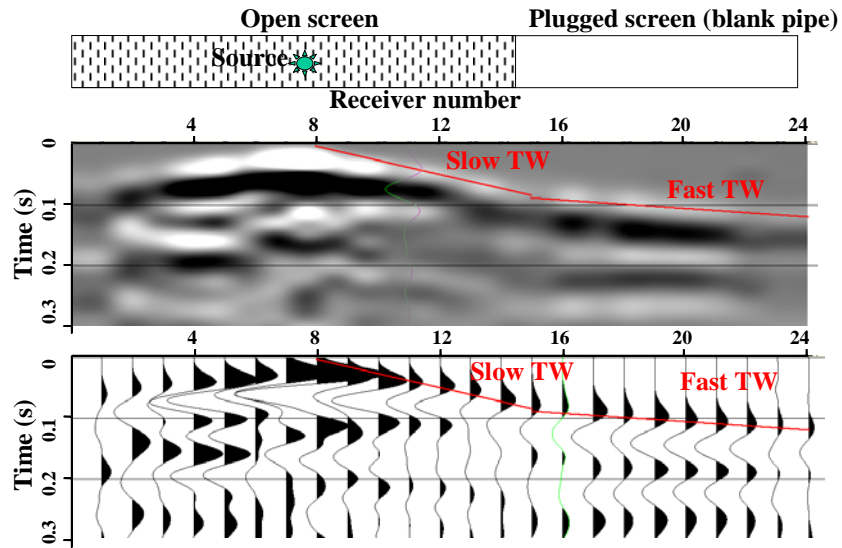 Open screen Plugged screen (blank pipe)
Source
Receiver number
4 8 12 16 20 24
0
Slow TW
Fast TW
0.1
Time (s)
0.2
0.3
4 8 12 16 20 24
0
Slow TW
Fast TW
0.1
Time (s)
0.2
0.3